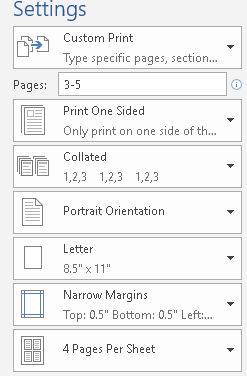 Settings
Custom Print
Type specific pages, section...
Pages: 3-5
Print One Sided
Only print on one side of th...
Collated
1,2,3 1,2,3 1,2,3
Portrait Orientation
Letter
8.5" x 11"
Narrow Margins
Top: 0.5" Bottom: 0.5" Left:...
4 Pages Per Sheet